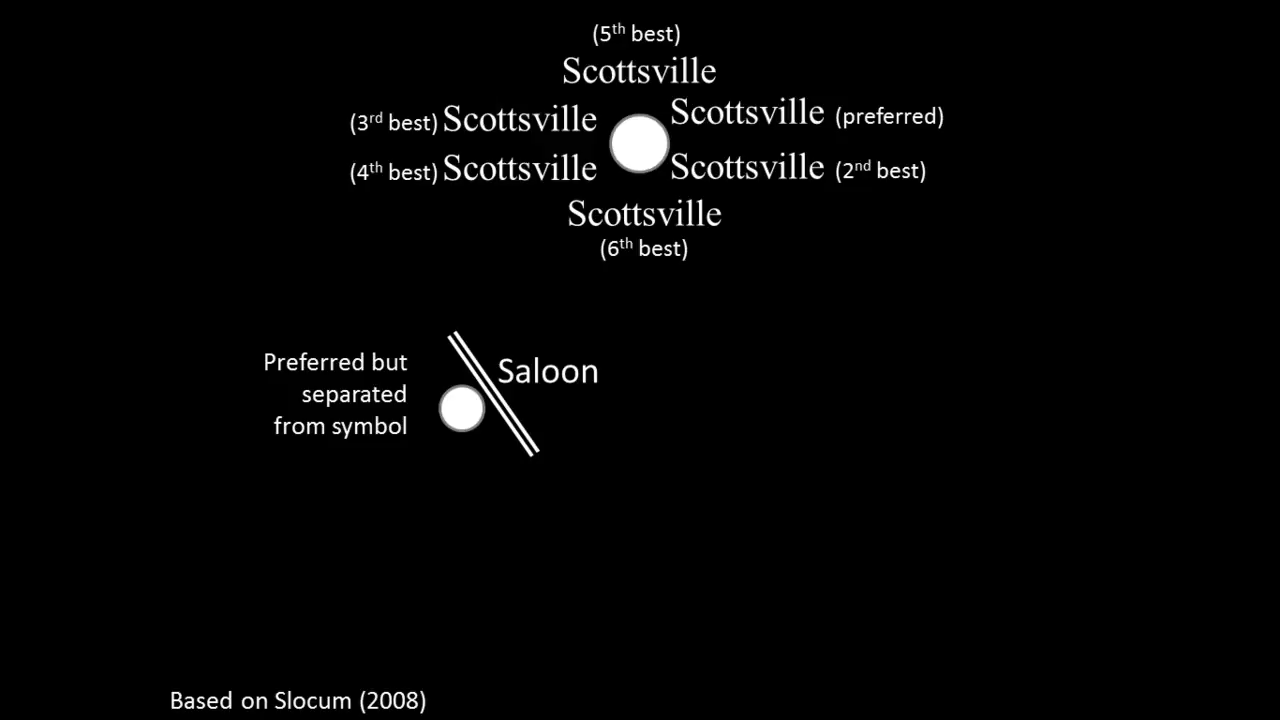 (5th best)
Scottsville
(3rd best) Scottsville
Scottsville (preferred)
(4th best) Scottsville
Scottsville (2nd best)
Scottsville
(6th best)
Preferred but
separated
from symbol
Saloon
Based on Slocum (2008)